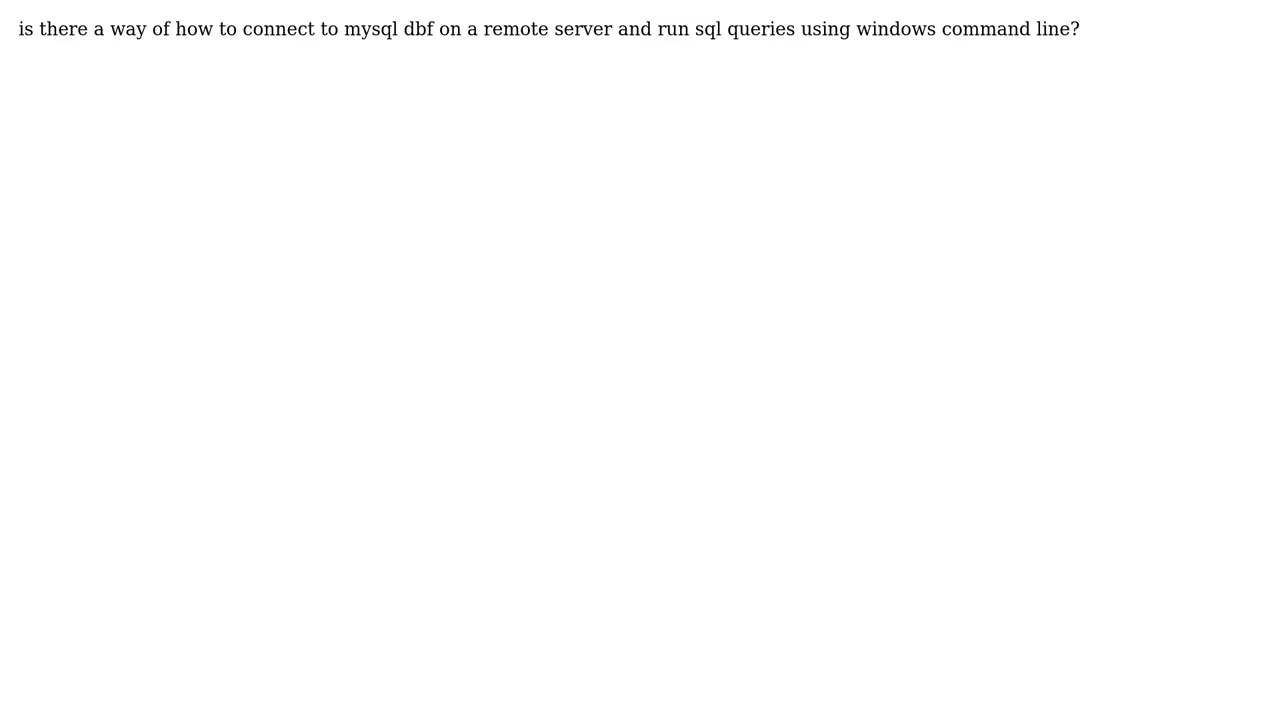 is there a way of how to connect to mysql dbf on a remote server and run sql queries using windows command line?